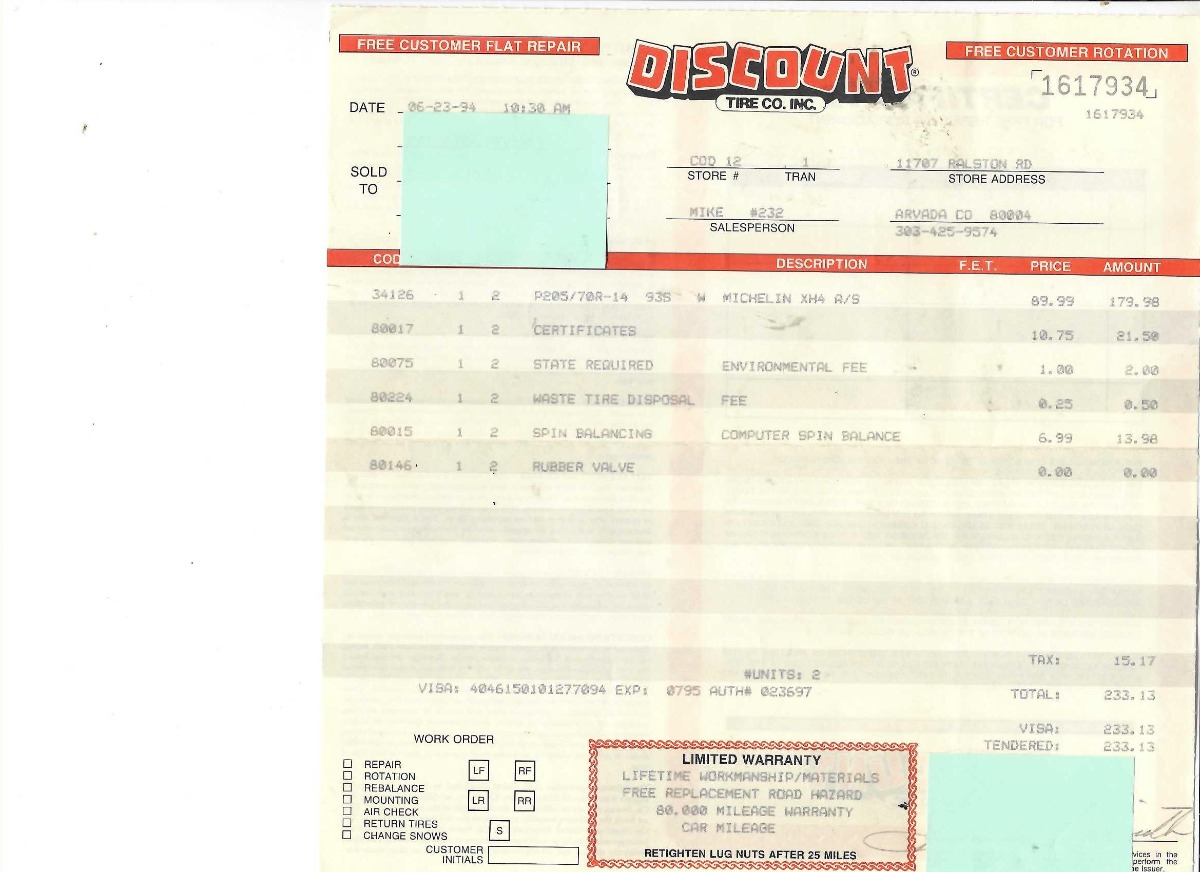 FREE CUSTOMER FLAT REPAIR
DISCOUNT®
TIRE CO. INC.
FREE CUSTOMER ROTATION
1617934
1617934
DATE 06-23-94 10:30 AM
SOLD TO
COD 12 1
STORE # TRAN
11707 RALSTON RD
STORE ADDRESS
MIKE #232
SALESPERSON
ARVADA CO 80004
303-425-9574
COD DESCRIPTION F.E.T. PRICE AMOUNT
34126 1 2 P205/70R-14 93S W MICHELIN XH4 A/S 89.99 179.98
80017 1 2 CERTIFICATES 10.75 21.50
80075 1 2 STATE REQUIRED ENVIRONMENTAL FEE 1.00 2.00
80224 1 2 WASTE TIRE DISPOSAL FEE 0.25 0.50
80015 1 2 SPIN BALANCING COMPUTER SPIN BALANCE 6.99 13.98
80146 1 2 RUBBER VALVE 0.00 0.00
TAX: 15.17
#UNITS: 2
VISA: 4046150101277094 EXP: 0795 AUTH# 023697
TOTAL: 233.13
VISA: 233.13
TENDERED: 233.13
WORK ORDER
REPAIR
ROTATION
REBALANCE
MOUNTING
AIR CHECK
RETURN TIRES
CHANGE SNOWS
LF RF
LR RR
S
CUSTOMER INITIALS
LIMITED WARRANTY
LIFETIME WORKMANSHIP/MATERIALS
FREE REPLACEMENT ROAD HAZARD
80,000 MILEAGE WARRANTY
CAR MILEAGE
RETIGHTEN LUG NUTS AFTER 25 MILES
vices in the
perform the
e Issuer.